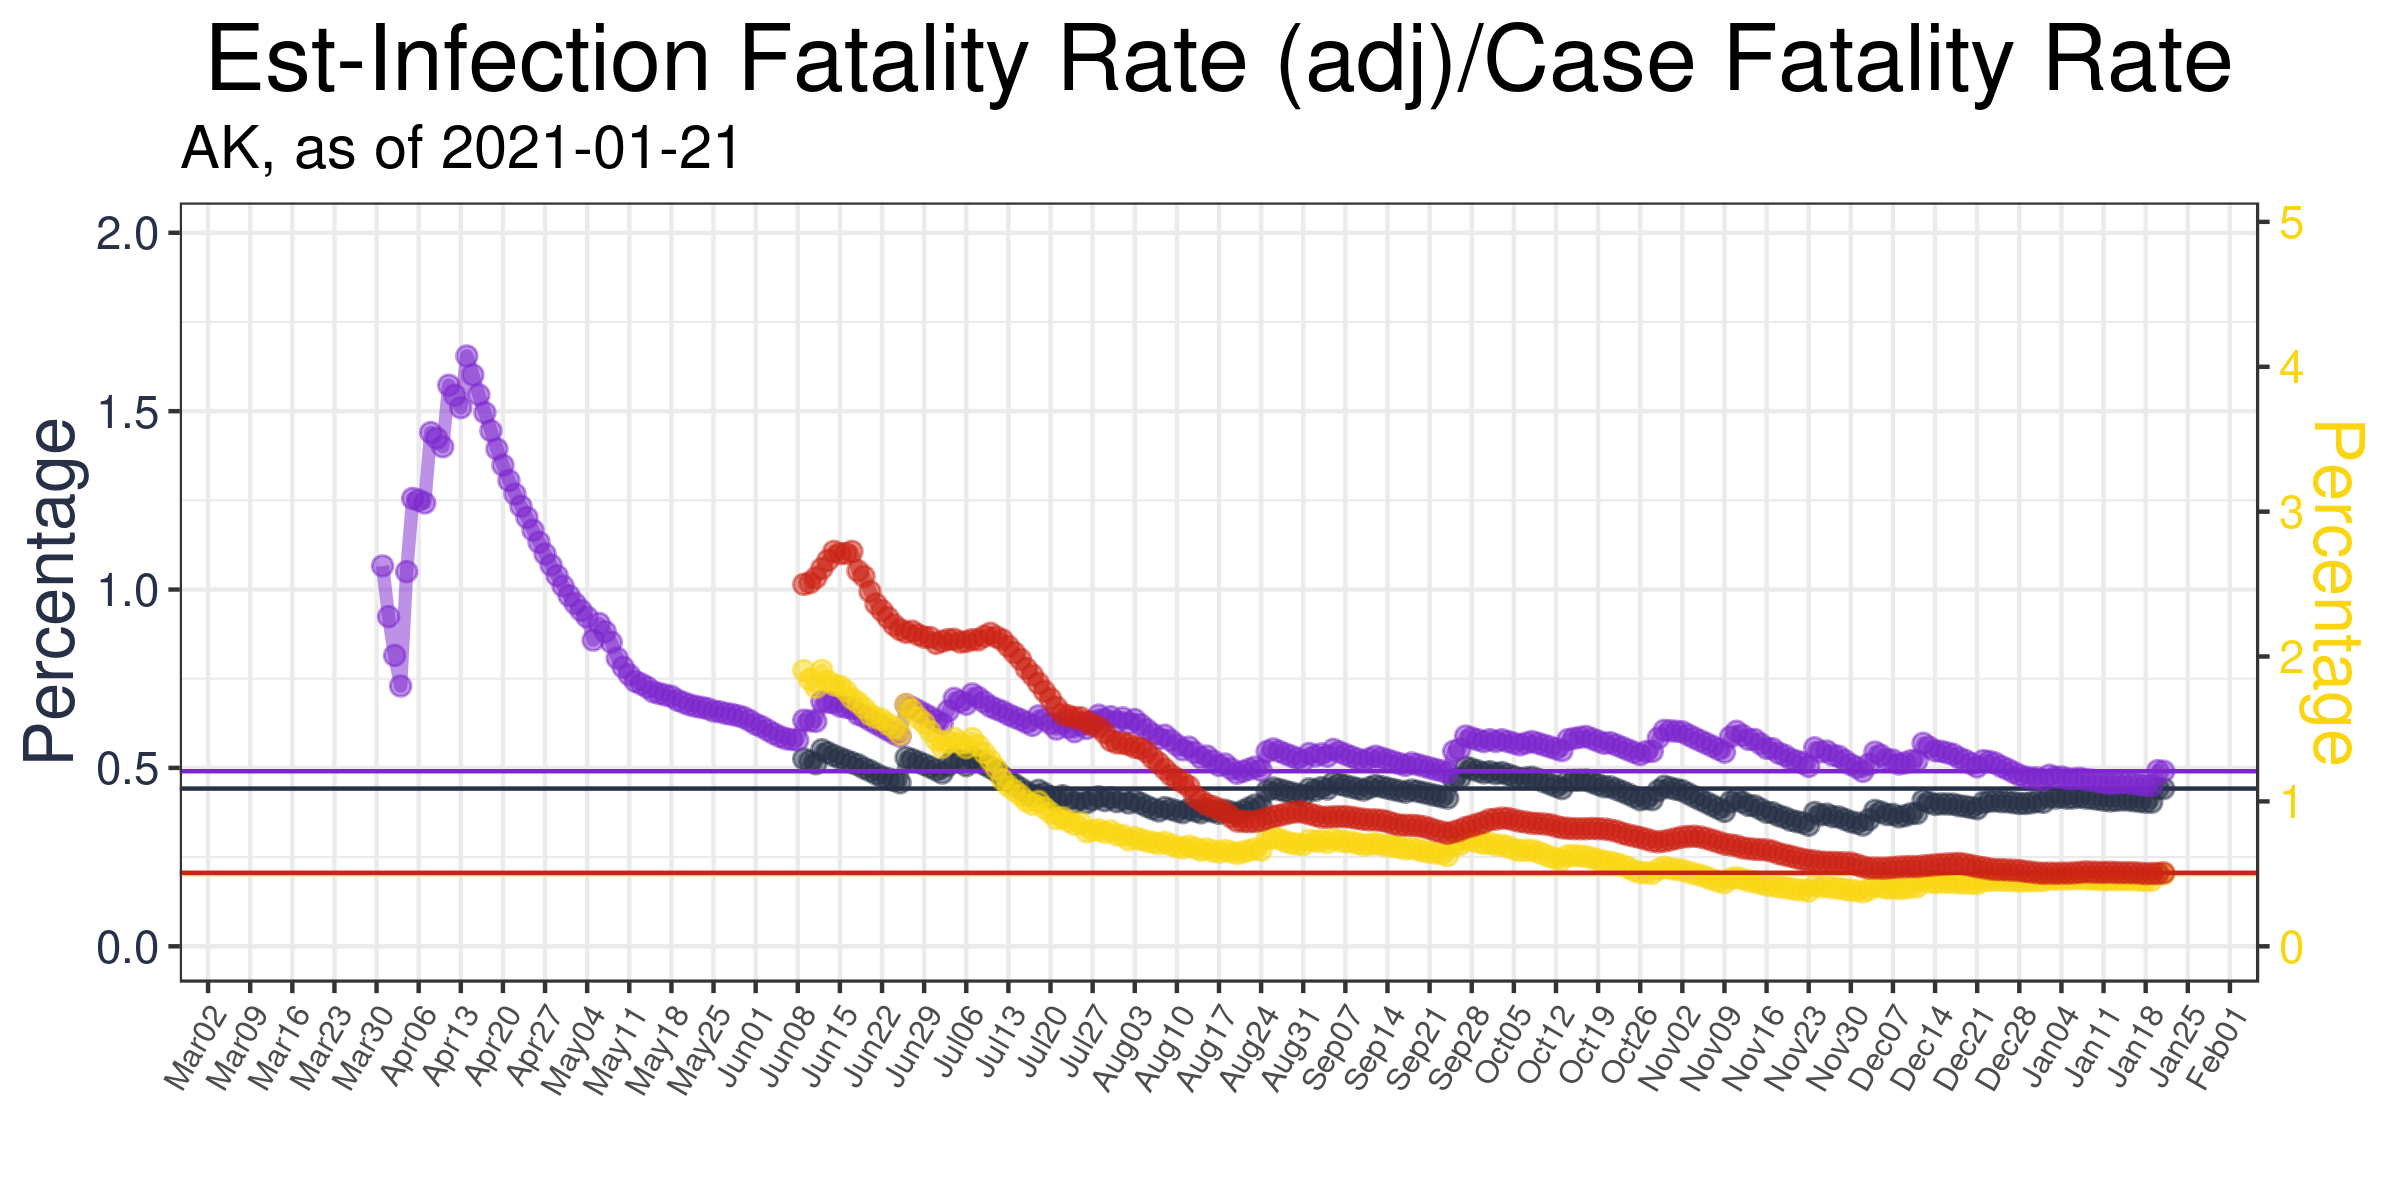 Est-Infection Fatality Rate (adj)/Case Fatality Rate
AK, as of 2021-01-21
Percentage
2.0
1.5
1.0
0.5
0.0
5
4
3
2
1
0
Percentage
Mar02
Mar09
Mar16
Mar23
Mar30
Apr06
Apr13
Apr20
Apr27
May04
May11
May18
May25
Jun01
Jun08
Jun15
Jun22
Jun29
Jul06
Jul13
Jul20
Jul27
Aug03
Aug10
Aug17
Aug24
Aug31
Sep07
Sep14
Sep21
Sep28
Oct05
Oct12
Oct19
Oct26
Nov02
Nov09
Nov16
Nov23
Nov30
Dec07
Dec14
Dec21
Dec28
Jan04
Jan11
Jan18
Jan25
Feb01